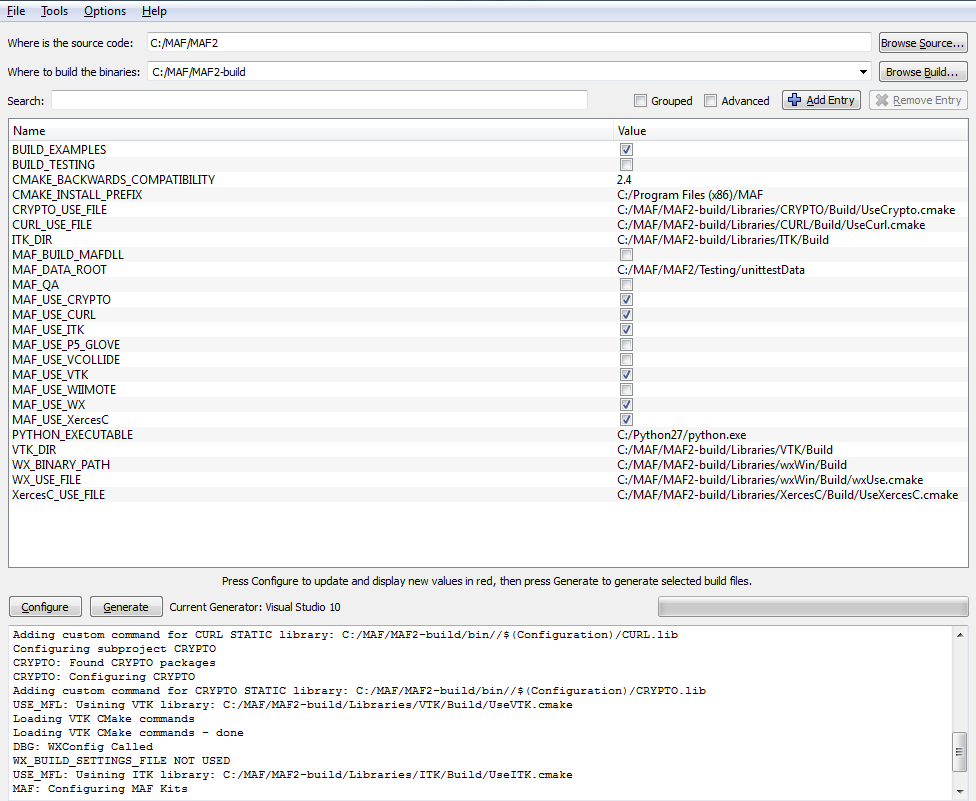 File Tools Options Help
Where is the source code: C:/MAF/MAF2 Browse Source...
Where to build the binaries: C:/MAF/MAF2-build Browse Build...
Search: Grouped Advanced Add Entry Remove Entry
Name Value
BUILD_EXAMPLES
BUILD_TESTING
CMAKE_BACKWARDS_COMPATIBILITY 2.4
CMAKE_INSTALL_PREFIX C:/Program Files (x86)/MAF
CRYPTO_USE_FILE C:/MAF/MAF2-build/Libraries/CRYPTO/Build/UseCrypto.cmake
CURL_USE_FILE C:/MAF/MAF2-build/Libraries/CURL/Build/UseCurl.cmake
ITK_DIR C:/MAF/MAF2-build/Libraries/ITK/Build
MAF_BUILD_MAFDLL
MAF_DATA_ROOT C:/MAF/MAF2/Testing/unittestData
MAF_QA
MAF_USE_CRYPTO
MAF_USE_CURL
MAF_USE_ITK
MAF_USE_P5_GLOVE
MAF_USE_VCOLLIDE
MAF_USE_VTK
MAF_USE_WIIMOTE
MAF_USE_WX
MAF_USE_XercesC
PYTHON_EXECUTABLE C:/Python27/python.exe
VTK_DIR C:/MAF/MAF2-build/Libraries/VTK/Build
WX_BINARY_PATH C:/MAF/MAF2-build/Libraries/wxWin/Build
WX_USE_FILE C:/MAF/MAF2-build/Libraries/wxWin/Build/wxUse.cmake
XercesC_USE_FILE C:/MAF/MAF2-build/Libraries/XercesC/Build/UseXercesC.cmake
Press Configure to update and display new values in red, then press Generate to generate selected build files.
Configure Generate Current Generator: Visual Studio 10
Adding custom command for CURL STATIC library: C:/MAF/MAF2-build/bin//$(Configuration)/CURL.lib
Configuring subproject CRYPTO
CRYPTO: Found CRYPTO packages
CRYPTO: Configuring CRYPTO
Adding custom command for CRYPTO STATIC library: C:/MAF/MAF2-build/bin//$(Configuration)/CRYPTO.lib
USE_MFL: Usining VTK library: C:/MAF/MAF2-build/Libraries/VTK/Build/UseVTK.cmake
Loading VTK CMake commands
Loading VTK CMake commands - done
DBG: WXConfig Called
WX_BUILD_SETTINGS_FILE NOT USED
USE_MFL: Usining ITK library: C:/MAF/MAF2-build/Libraries/ITK/Build/UseITK.cmake
MAF: Configuring MAF Kits